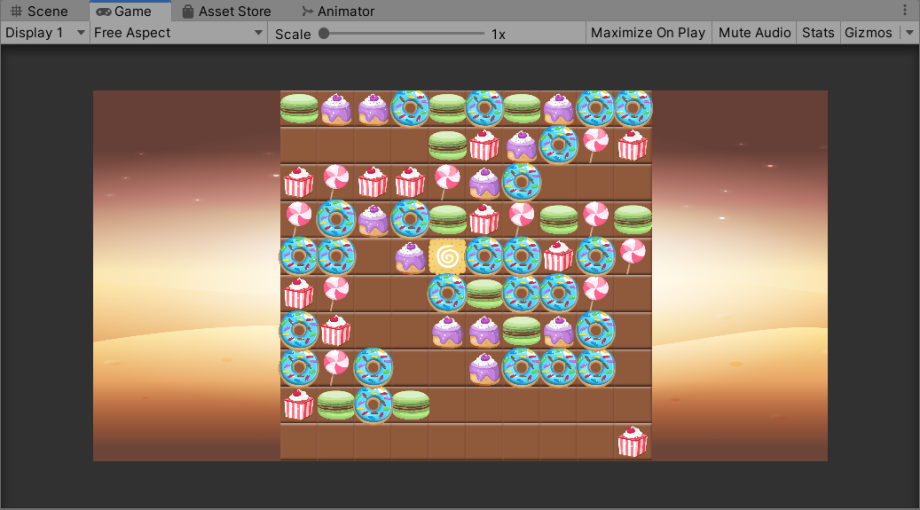 Scene Game Asset Store Animator
Display 1 Free Aspect Scale 1x Maximize On Play Mute Audio Stats Gizmos